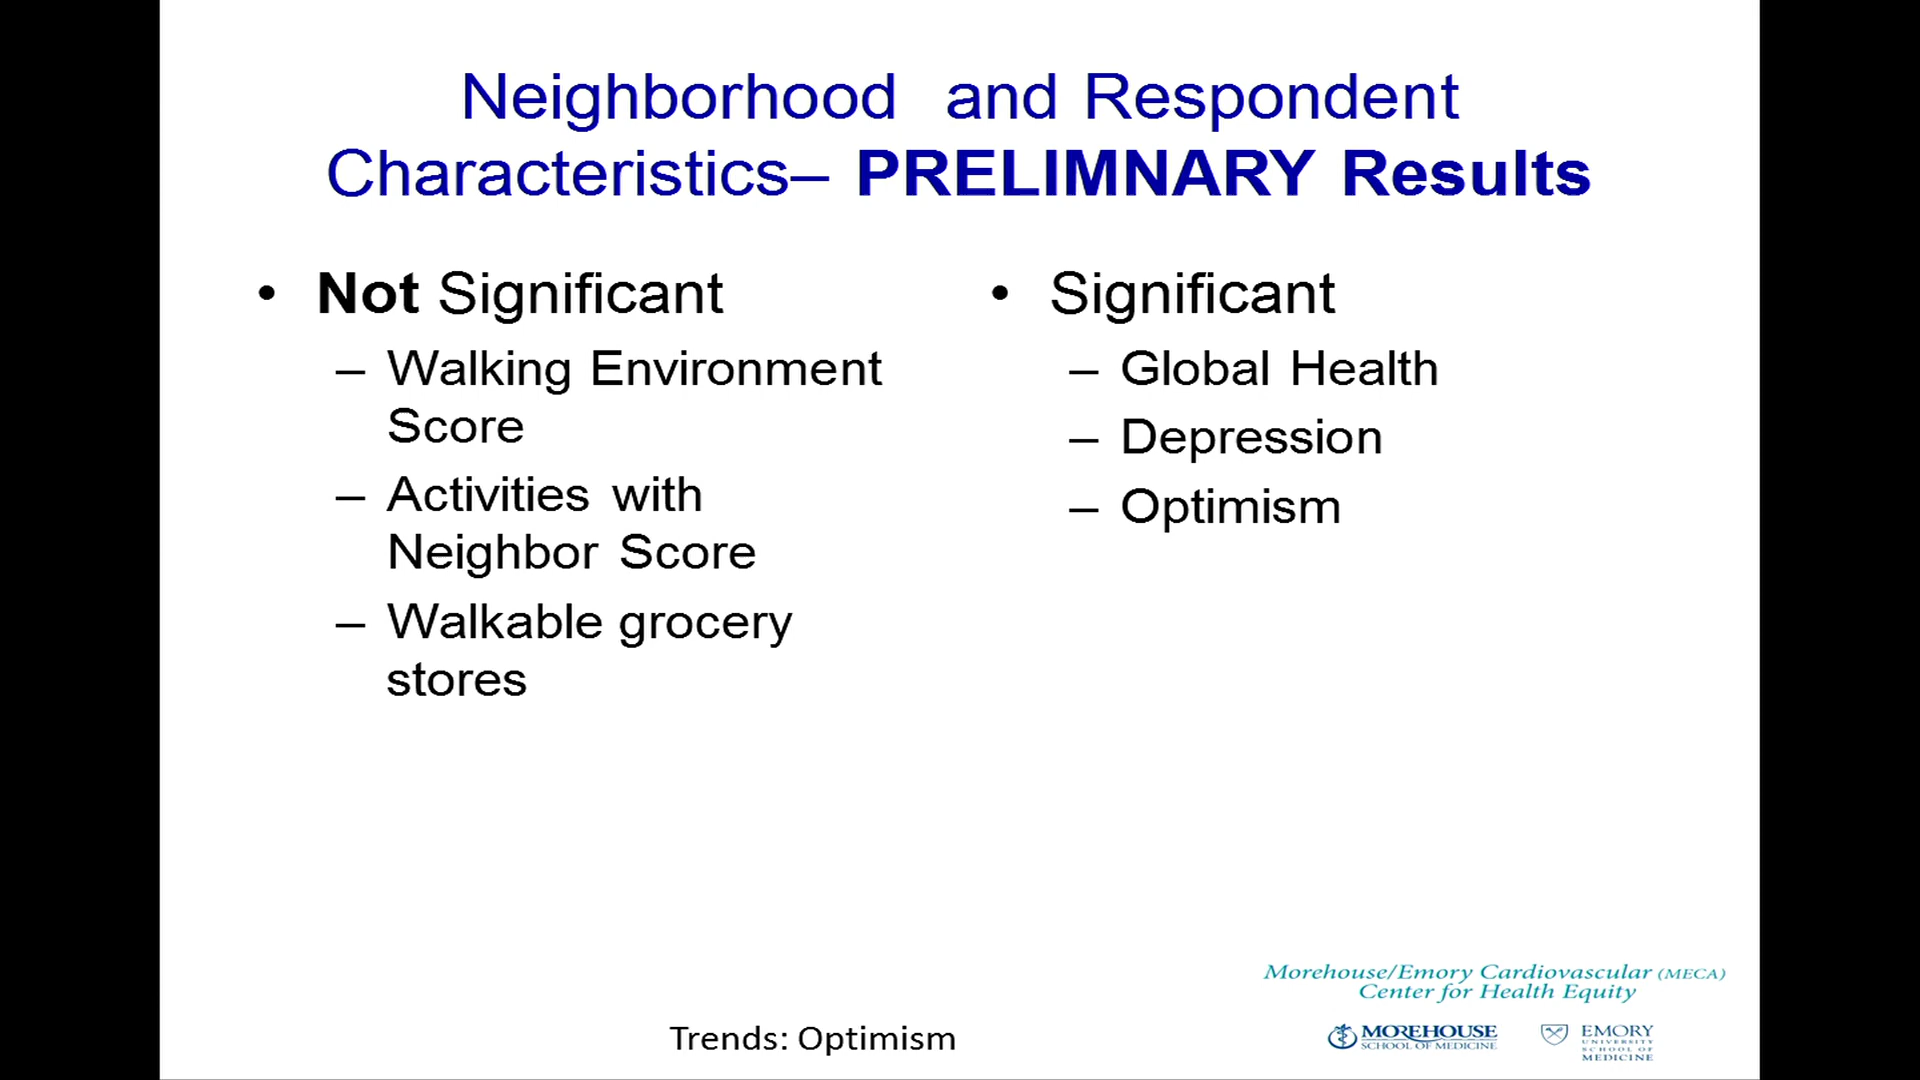 Neighborhood and Respondent
Characteristics– PRELIMNARY Results
• Not Significant
– Walking Environment
Score
– Activities with
Neighbor Score
– Walkable grocery
stores
• Significant
– Global Health
– Depression
– Optimism
Morehouse/Emory Cardiovascular (MECA)
Center for Health Equity
Trends: Optimism
MOREHOUSE
SCHOOL OF MEDICINE
EMORY
UNIVERSITY
SCHOOL OF
MEDICINE